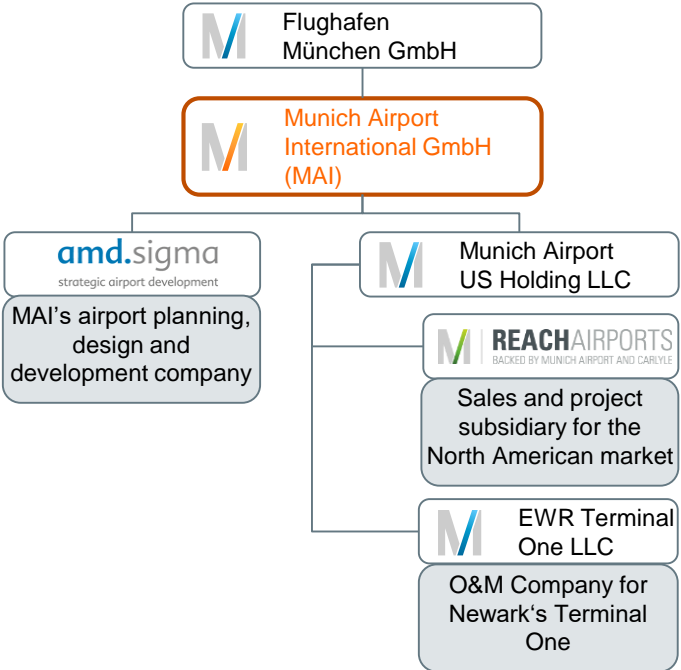 Flughafen
München GmbH
Munich Airport
International GmbH
(MAI)
amd.sigma
strategic airport development
MAI's airport planning,
design and
development company
Munich Airport
US Holding LLC
REACHAIRPORTS
BACKED BY MUNICH AIRPORT AND CARLYLE
Sales and project
subsidiary for the
North American market
EWR Terminal
One LLC
O&M Company for
Newark‘s Terminal
One